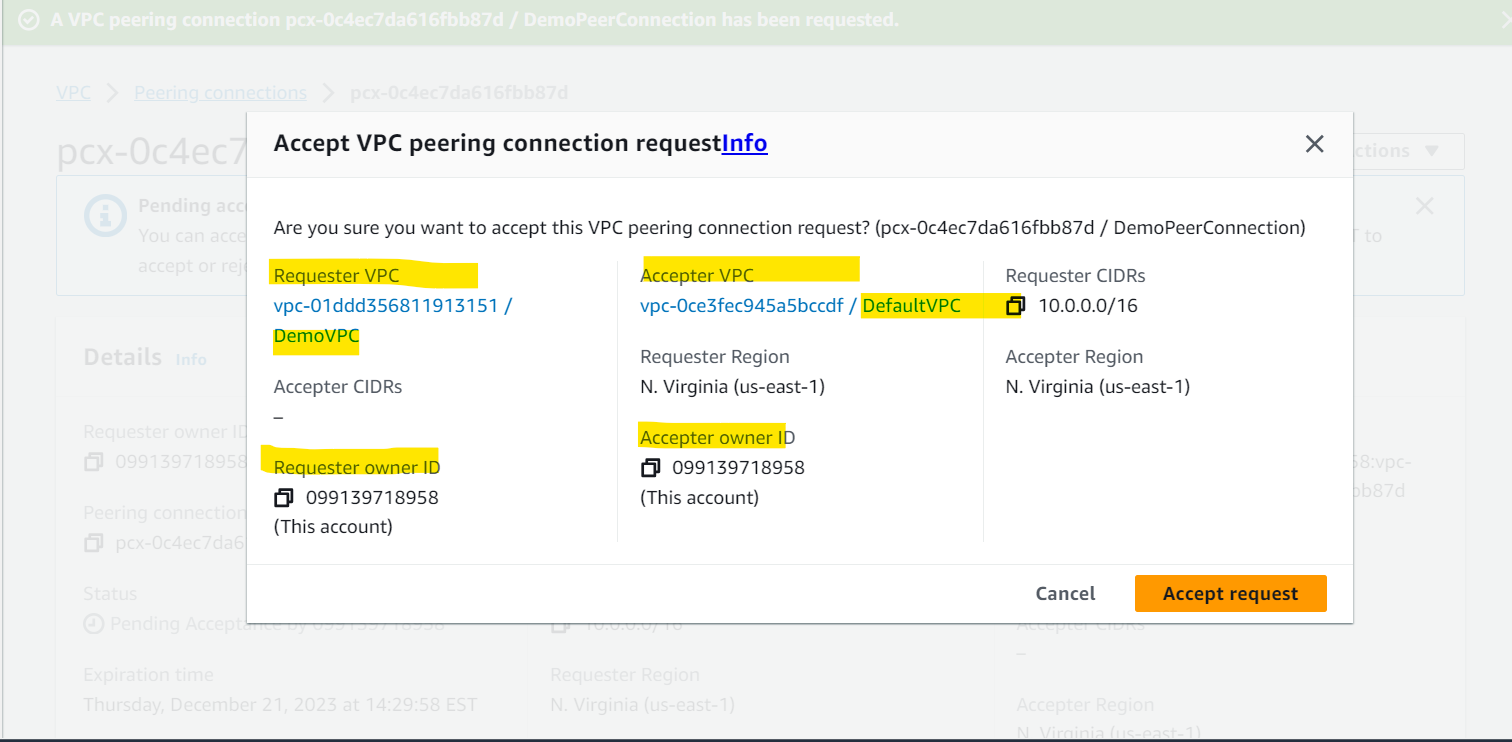 A VPC peering connection pcx-0c4ec7da616fbb87d / DemoPeerConnection has been requested.
VPC
Peering connections
pcx-0c4ec7da616fbb87d
pcx-0c4ec7
ctions
Accept VPC peering connection requestInfo
Pending acc
You can acce
accept or reje
T to
Are you sure you want to accept this VPC peering connection request? (pcx-0c4ec7da616fbb87d / DemoPeerConnection)
Requester VPC
vpc-01ddd356811913151 /
DemoVPC
Accepter CIDRs
–
Requester owner ID
099139718958
(This account)
Accepter VPC
vpc-0ce3fec945a5bccdf / DefaultVPC
Requester Region
N. Virginia (us-east-1)
Accepter owner ID
099139718958
(This account)
Requester CIDRs
10.0.0.0/16
Accepter Region
N. Virginia (us-east-1)
Cancel
Accept request
Details Info
Requester owner ID
099139718958
58:vpc-
bb87d
Peering connection
pcx-0c4ec7da6
Status
Pending Acceptance by 099139718958
Expiration time
Thursday, December 21, 2023 at 14:29:58 EST
10.0.0.0/16
Requester Region
N. Virginia (us-east-1)
Accepter CIDRs
–
Accepter Region
N. Virginia (us-east-1)